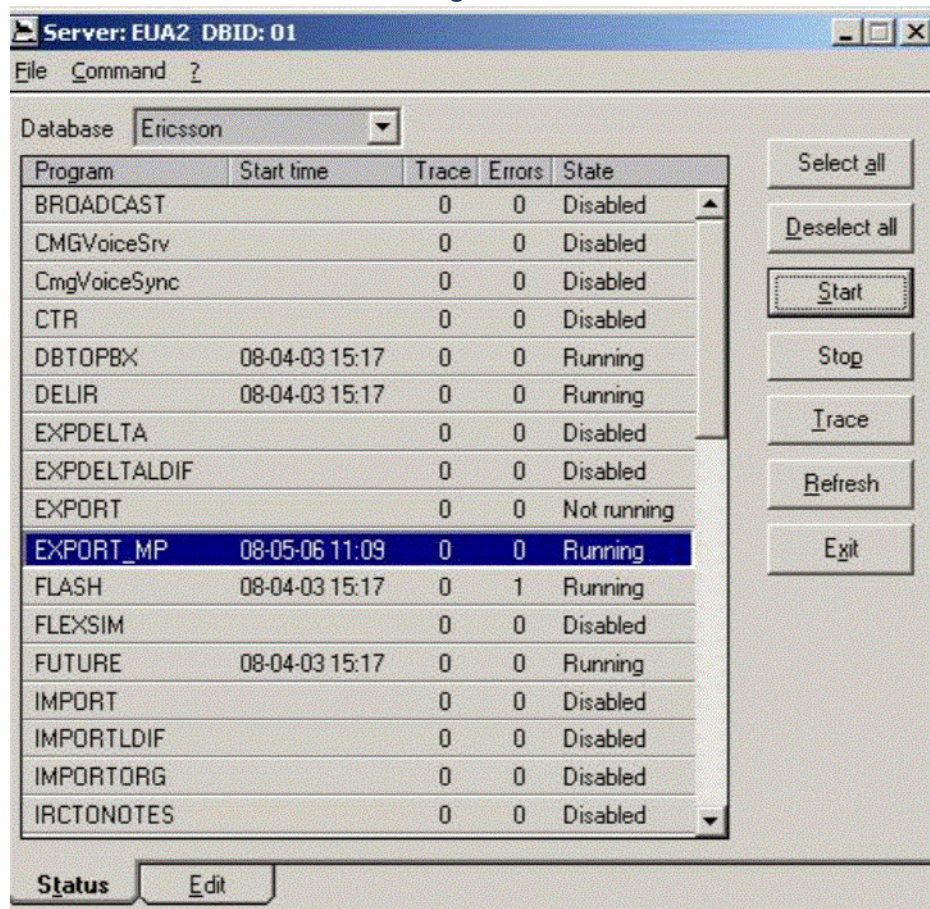 Server: EUA2 DBID: 01
File Command ?
Database Ericsson
Program Start time Trace Errors State
BROADCAST 0 0 Disabled
CMGVoiceSrv 0 0 Disabled
CmgVoiceSync 0 0 Disabled
CTR 0 0 Disabled
DBTOPBX 08-04-03 15:17 0 0 Running
DELIR 08-04-03 15:17 0 0 Running
EXPDELTA 0 0 Disabled
EXPDELTALDIF 0 0 Disabled
EXPORT 0 0 Not running
EXPORT_MP 08-05-06 11:09 0 0 Running
FLASH 08-04-03 15:17 0 1 Running
FLEXSIM 0 0 Disabled
FUTURE 08-04-03 15:17 0 0 Running
IMPORT 0 0 Disabled
IMPORTLDIF 0 0 Disabled
IMPORTORG 0 0 Disabled
IRCTONOTES 0 0 Disabled
Select all
Deselect all
Start
Stop
Trace
Refresh
Exit
Status Edit